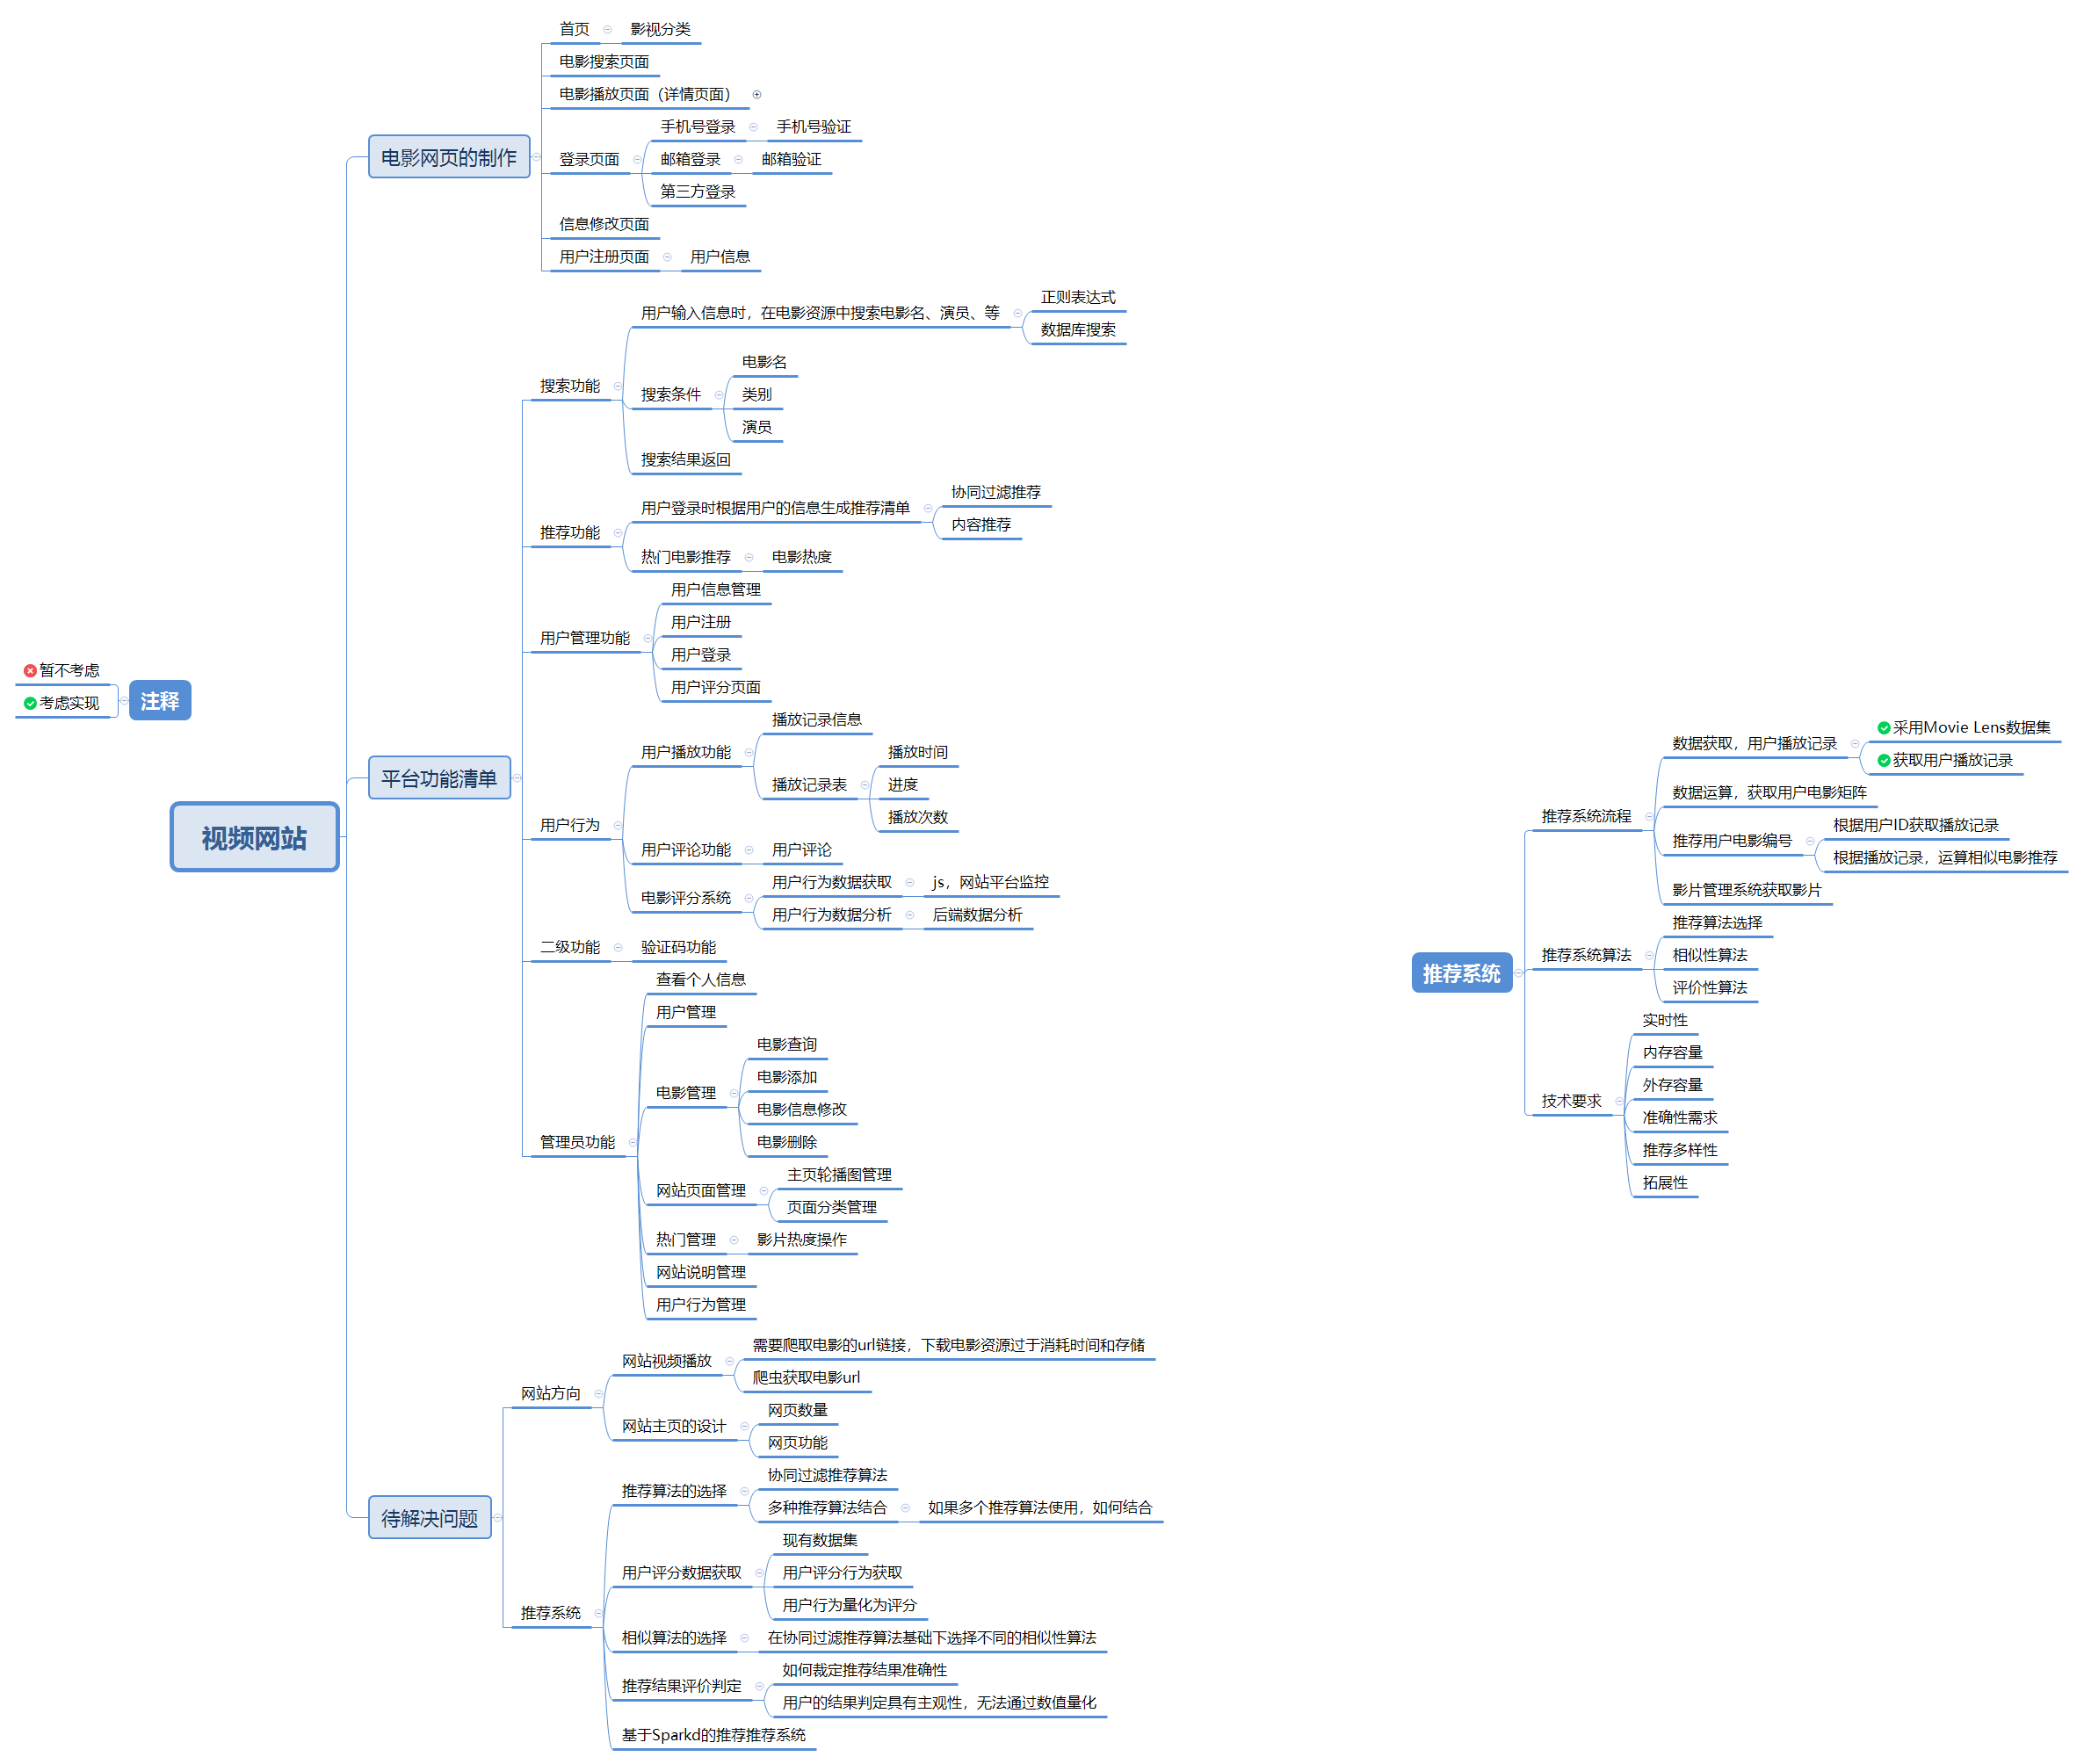 首页
影视分类
电影搜索页面
电影播放页面（详情页面）
手机号登录
手机号验证
电影网页的制作
登录页面
邮箱登录
邮箱验证
第三方登录
信息修改页面
用户注册页面
用户信息
用户输入信息时，在电影资源中搜索电影名、演员、等
正则表达式
数据库搜索
搜索功能
搜索条件
电影名
类别
演员
搜索结果返回
推荐功能
用户登录时根据用户的信息生成推荐清单
协同过滤推荐
内容推荐
热门电影推荐
电影热度
用户管理功能
用户信息管理
用户注册
用户登录
用户评分页面
暂不考虑
考虑实现
注释
平台功能清单
视频网站
用户行为
用户播放功能
播放记录信息
播放记录表
播放时间
进度
播放次数
用户评论功能
用户评论
电影评分系统
用户行为数据获取
js，网站平台监控
用户行为数据分析
后端数据分析
二级功能
验证码功能
管理员功能
查看个人信息
用户管理
电影管理
电影查询
电影添加
电影信息修改
电影删除
网站页面管理
主页轮播图管理
页面分类管理
热门管理
影片热度操作
网站说明管理
用户行为管理
待解决问题
网站方向
网站视频播放
需要爬取电影的url链接，下载电影资源过于消耗时间和存储
爬虫获取电影url
网站主页的设计
网页数量
网页功能
推荐系统
推荐算法的选择
协同过滤推荐算法
多种推荐算法结合
如果多个推荐算法使用，如何结合
用户评分数据获取
现有数据集
用户评分行为获取
用户行为量化为评分
相似算法的选择
在协同过滤推荐算法基础下选择不同的相似性算法
推荐结果评价判定
如何裁定推荐结果准确性
用户的结果判定具有主观性，无法通过数值量化
基于Sparkd的推荐推荐系统
推荐系统
推荐系统流程
数据获取，用户播放记录
采用Movie Lens数据集
获取用户播放记录
数据运算，获取用户电影矩阵
推荐用户电影编号
根据用户ID获取播放记录
根据播放记录，运算相似电影推荐
影片管理系统获取影片
推荐系统算法
推荐算法选择
相似性算法
评价性算法
技术要求
实时性
内存容量
外存容量
准确性需求
推荐多样性
拓展性